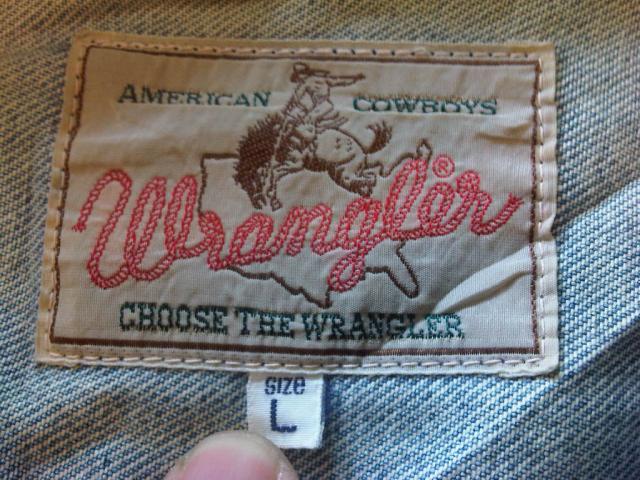 AMERICAN COWBOYS
Wrangler®
CHOOSE THE WRANGLER
SIZE
L